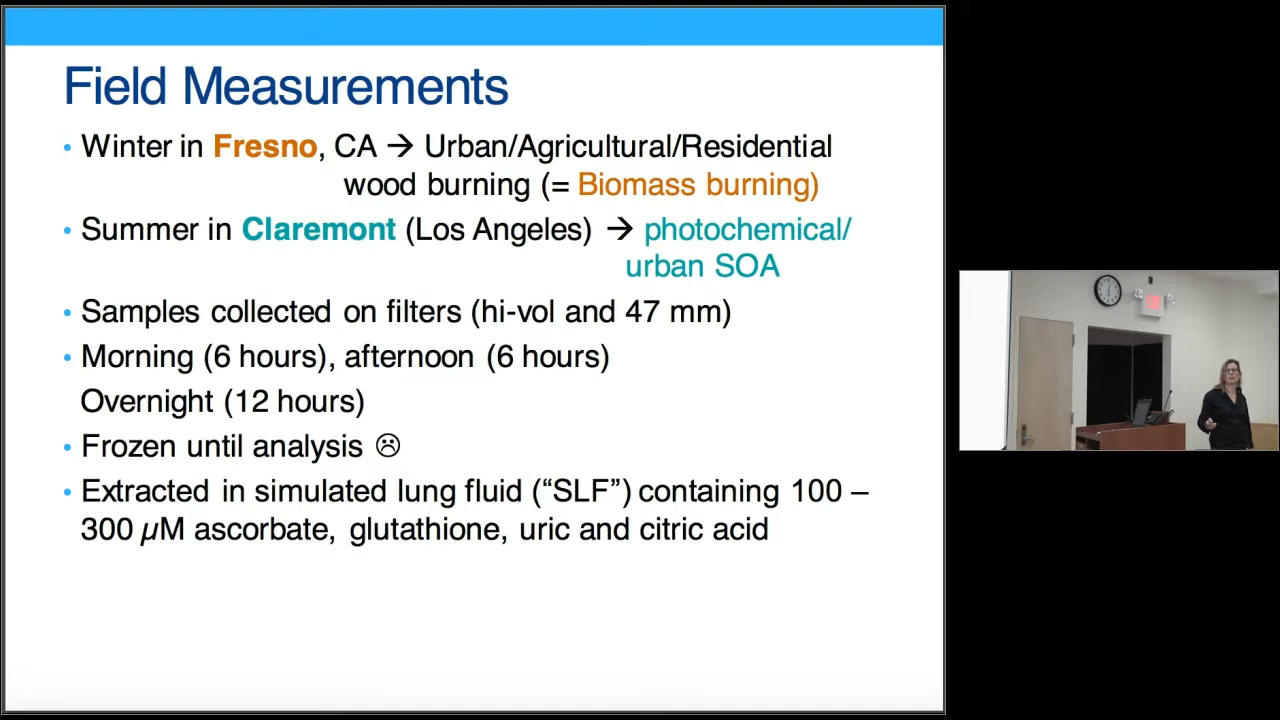 Field Measurements
• Winter in Fresno, CA → Urban/Agricultural/Residential
wood burning (= Biomass burning)
• Summer in Claremont (Los Angeles) → photochemical/
urban SOA
• Samples collected on filters (hi-vol and 47 mm)
• Morning (6 hours), afternoon (6 hours)
Overnight (12 hours)
• Frozen until analysis ☹
• Extracted in simulated lung fluid (“SLF”) containing 100 –
300 µM ascorbate, glutathione, uric and citric acid